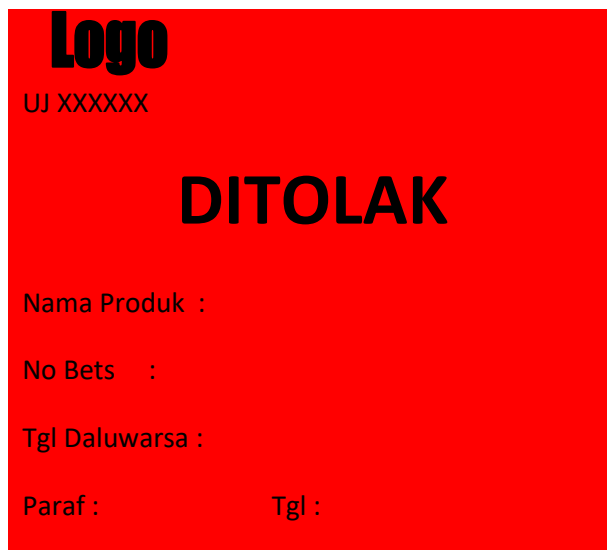 Logo
UJ XXXXXX
DITOLAK
Nama Produk :
No Bets :
Tgl Daluwarsa :
Paraf : Tgl :